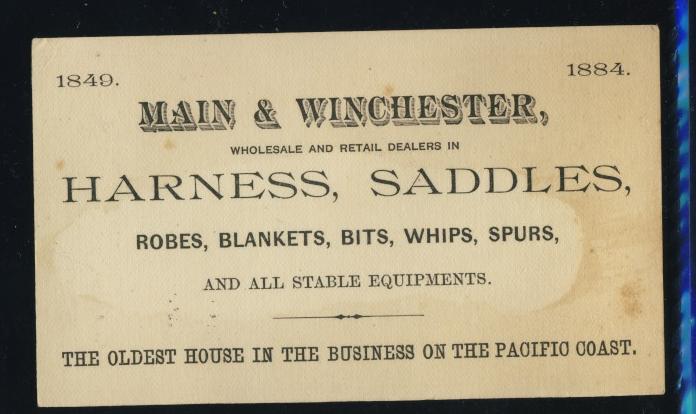 1849.
1884.
MAIN & WINCHESTER,
WHOLESALE AND RETAIL DEALERS IN
HARNESS, SADDLES,
ROBES, BLANKETS, BITS, WHIPS, SPURS,
AND ALL STABLE EQUIPMENTS.
THE OLDEST HOUSE IN THE BUSINESS ON THE PACIFIC COAST.